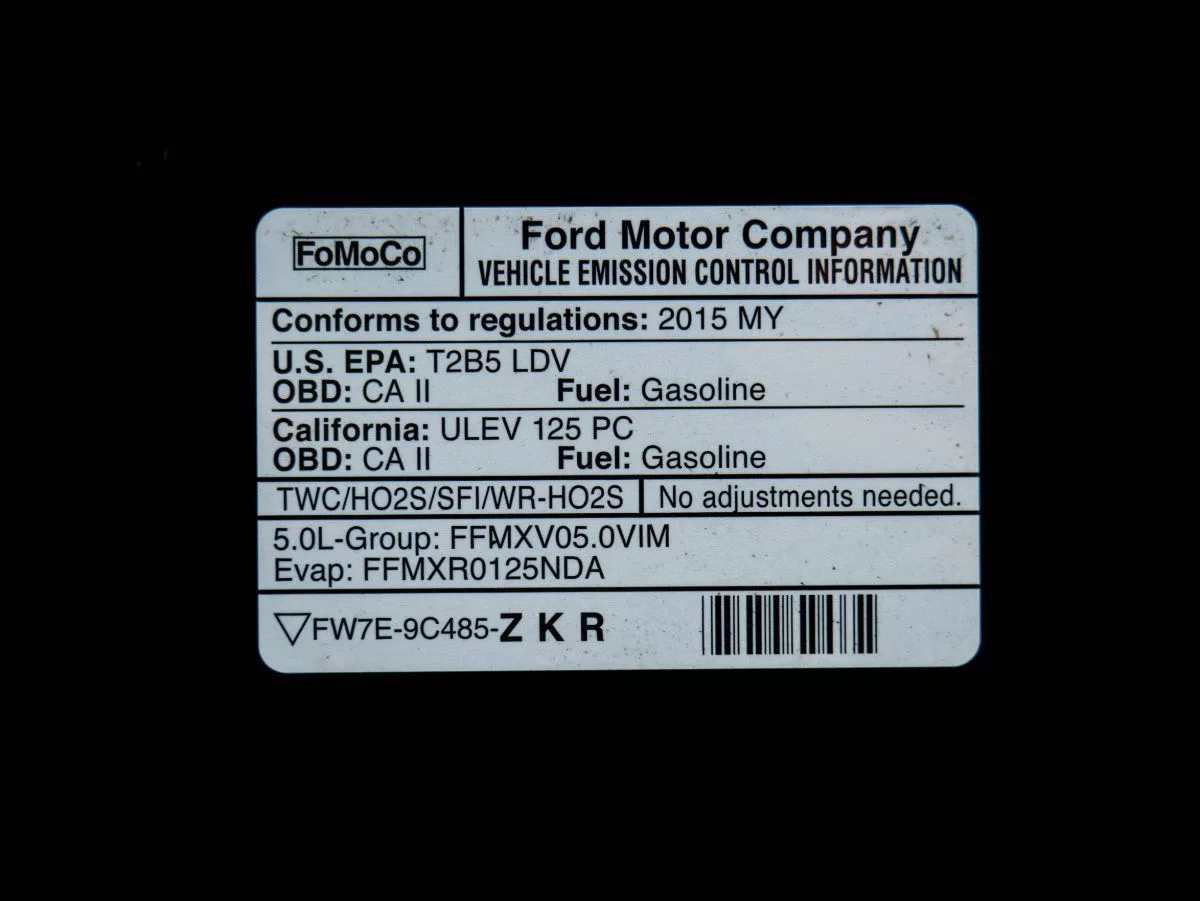 FoMoCo
Ford Motor Company
VEHICLE EMISSION CONTROL INFORMATION
Conforms to regulations: 2015 MY
U.S. EPA: T2B5 LDV
OBD: CA II Fuel: Gasoline
California: ULEV 125 PC
OBD: CA II Fuel: Gasoline
TWC/HO2S/SFI/WR-HO2S No adjustments needed.
5.0L-Group: FFMXV05.0VIM
Evap: FFMXR0125NDA
FW7E-9C485-Z K R